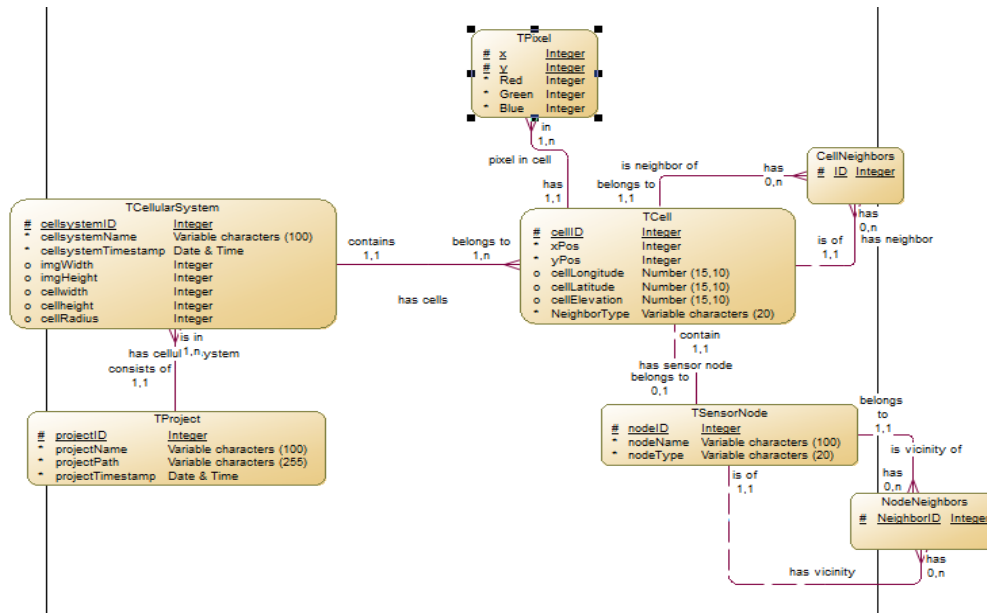 TPixel
# x Integer
# y Integer
* Red Integer
* Green Integer
* Blue Integer
in
1,n
pixel in cell
has
1,1
is neighbor of
belongs to
1,1
has
0,n
CellNeighbors
# ID Integer
has
0,n
has neighbor
is of
1,1
TCellularSystem
# cellsystemID Integer
* cellsystemName Variable characters (100)
* cellsystemTimestamp Date & Time
o imgWidth Integer
o imgHeight Integer
o cellwidth Integer
o cellheight Integer
o cellRadius Integer
contains
1,1
belongs to
1,n
has cells
TCell
# cellID Integer
* xPos Integer
* yPos Integer
o cellLongitude Number (15,10)
o cellLatitude Number (15,10)
o cellElevation Number (15,10)
* NeighborType Variable characters (20)
is in
1,n
has cellul ystem
consists of
1,1
contain
1,1
has sensor node
belongs to
0,1
TProject
# projectID Integer
* projectName Variable characters (100)
* projectPath Variable characters (255)
* projectTimestamp Date & Time
TSensorNode
# nodeID Integer
* nodeName Variable characters (100)
* nodeType Variable characters (20)
belongs
to
1,1
is vicinity of
has
0,n
is of
1,1
NodeNeighbors
# NeighborID Integer
has vicinity
has
0,n